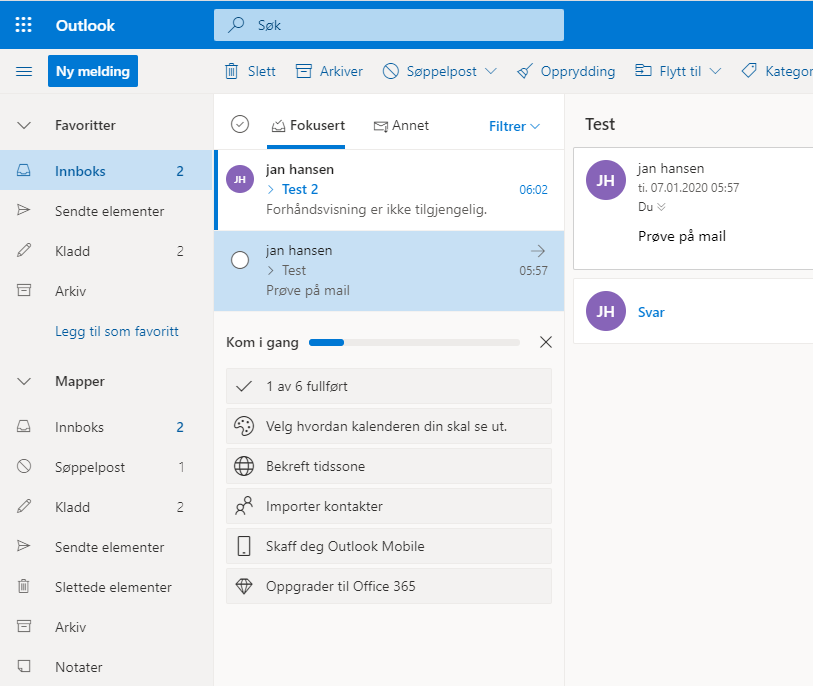 Outlook
Søk
Ny melding
Slett
Arkiver
Søppelpost
Opprydding
Flytt til
Kategor
Favoritter
Innboks 2
Sendte elementer
Kladd 2
Arkiv
Legg til som favoritt
Mapper
Innboks 2
Søppelpost 1
Kladd 2
Sendte elementer
Slettede elementer
Arkiv
Notater
Fokusert
Annet
Filtrer
JH
jan hansen
Test 2 06:02
Forhåndsvisning er ikke tilgjengelig.
jan hansen
Test 05:57
Prøve på mail
Kom i gang
1 av 6 fullført
Velg hvordan kalenderen din skal se ut.
Bekreft tidssone
Importer kontakter
Skaff deg Outlook Mobile
Oppgrader til Office 365
Test
JH
jan hansen
ti. 07.01.2020 05:57
Du
Prøve på mail
JH
Svar